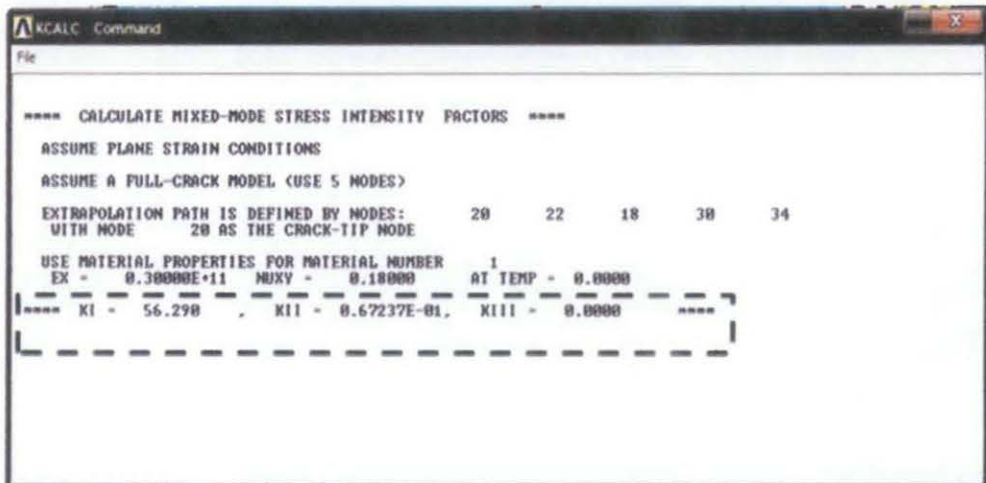 KCALC Command
File
**** CALCULATE MIXED-MODE STRESS INTENSITY FACTORS ****
ASSUME PLANE STRAIN CONDITIONS
ASSUME A FULL-CRACK MODEL (USE 5 NODES)
EXTRAPOLATION PATH IS DEFINED BY NODES: 20 22 18 30 34
WITH NODE 20 AS THE CRACK-TIP NODE
USE MATERIAL PROPERTIES FOR MATERIAL NUMBER 1
EX = 0.30000E+11 NUXY = 0.18000 AT TEMP = 0.0000
**** KI = 56.290 , KII = 0.67237E-01, KIII = 0.0000 ****